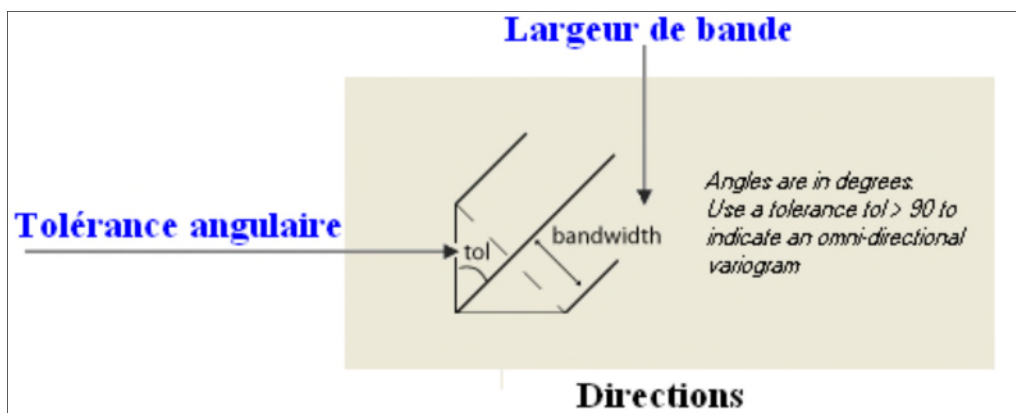 Largeur de bande
Tolérance angulaire
tol
bandwidth
Angles are in degrees.
Use a tolerance tol > 90 to
indicate an omni-directional
variogram
Directions